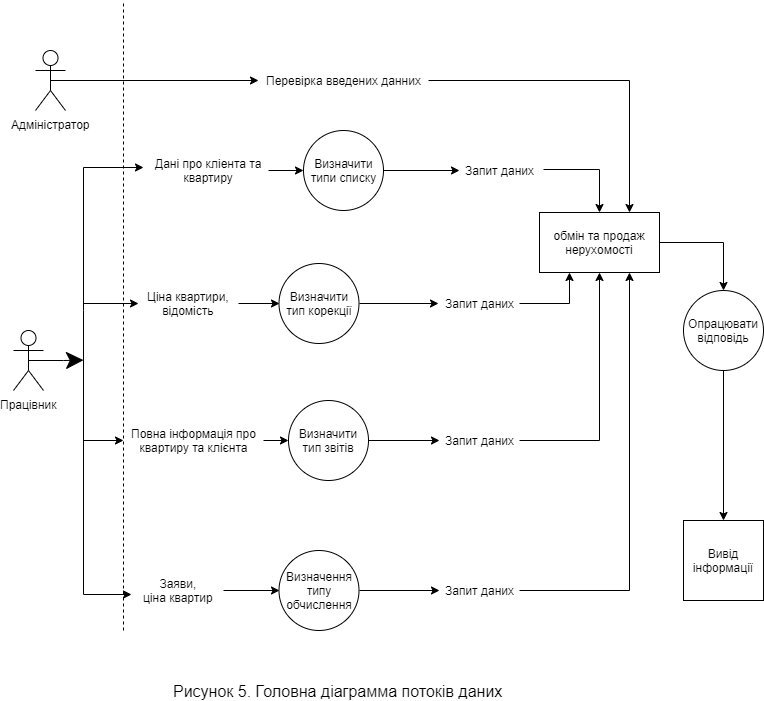 Адміністратор
Перевірка введених данних
Дані про кліента та
квартиру
Визначити
типи списку
Запит даних
обмін та продаж
нерухомості
Ціна квартири,
відомість
Визначити
тип корекції
Запит даних
Опрацювати
відповідь
Працівник
Повна інформація про
квартиру та клієнта
Визначити
тип звітів
Запит даних
Вивід
інформації
Заяви,
ціна квартир
Визначення
типу
обчислення
Запит даних
Рисунок 5. Головна діаграмма потоків даних